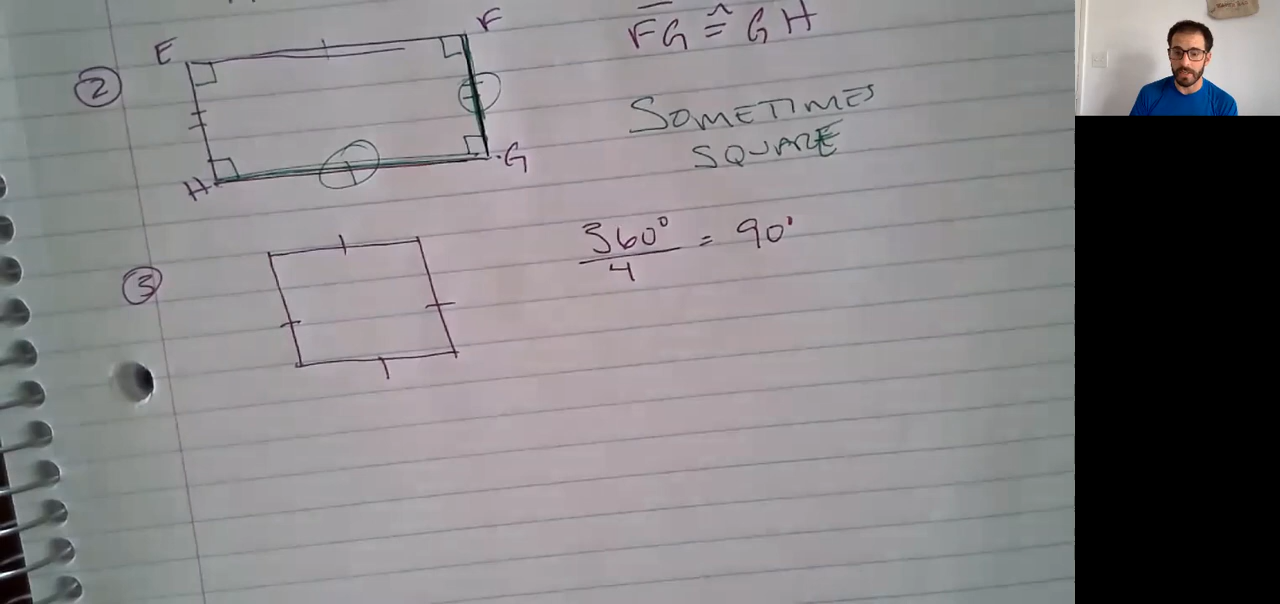 FG ≅ GH
② E F
SOMETIMES
SQUARE
H G
③ 360° / 4 = 90°